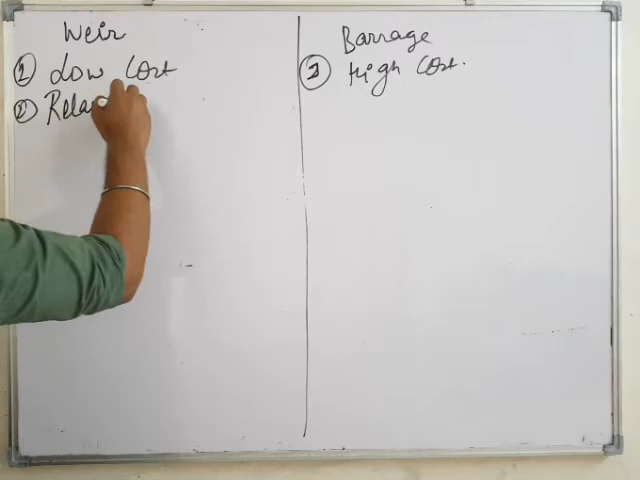 Weir
① Low Cost
② Rela
Barrage
① High Cost.